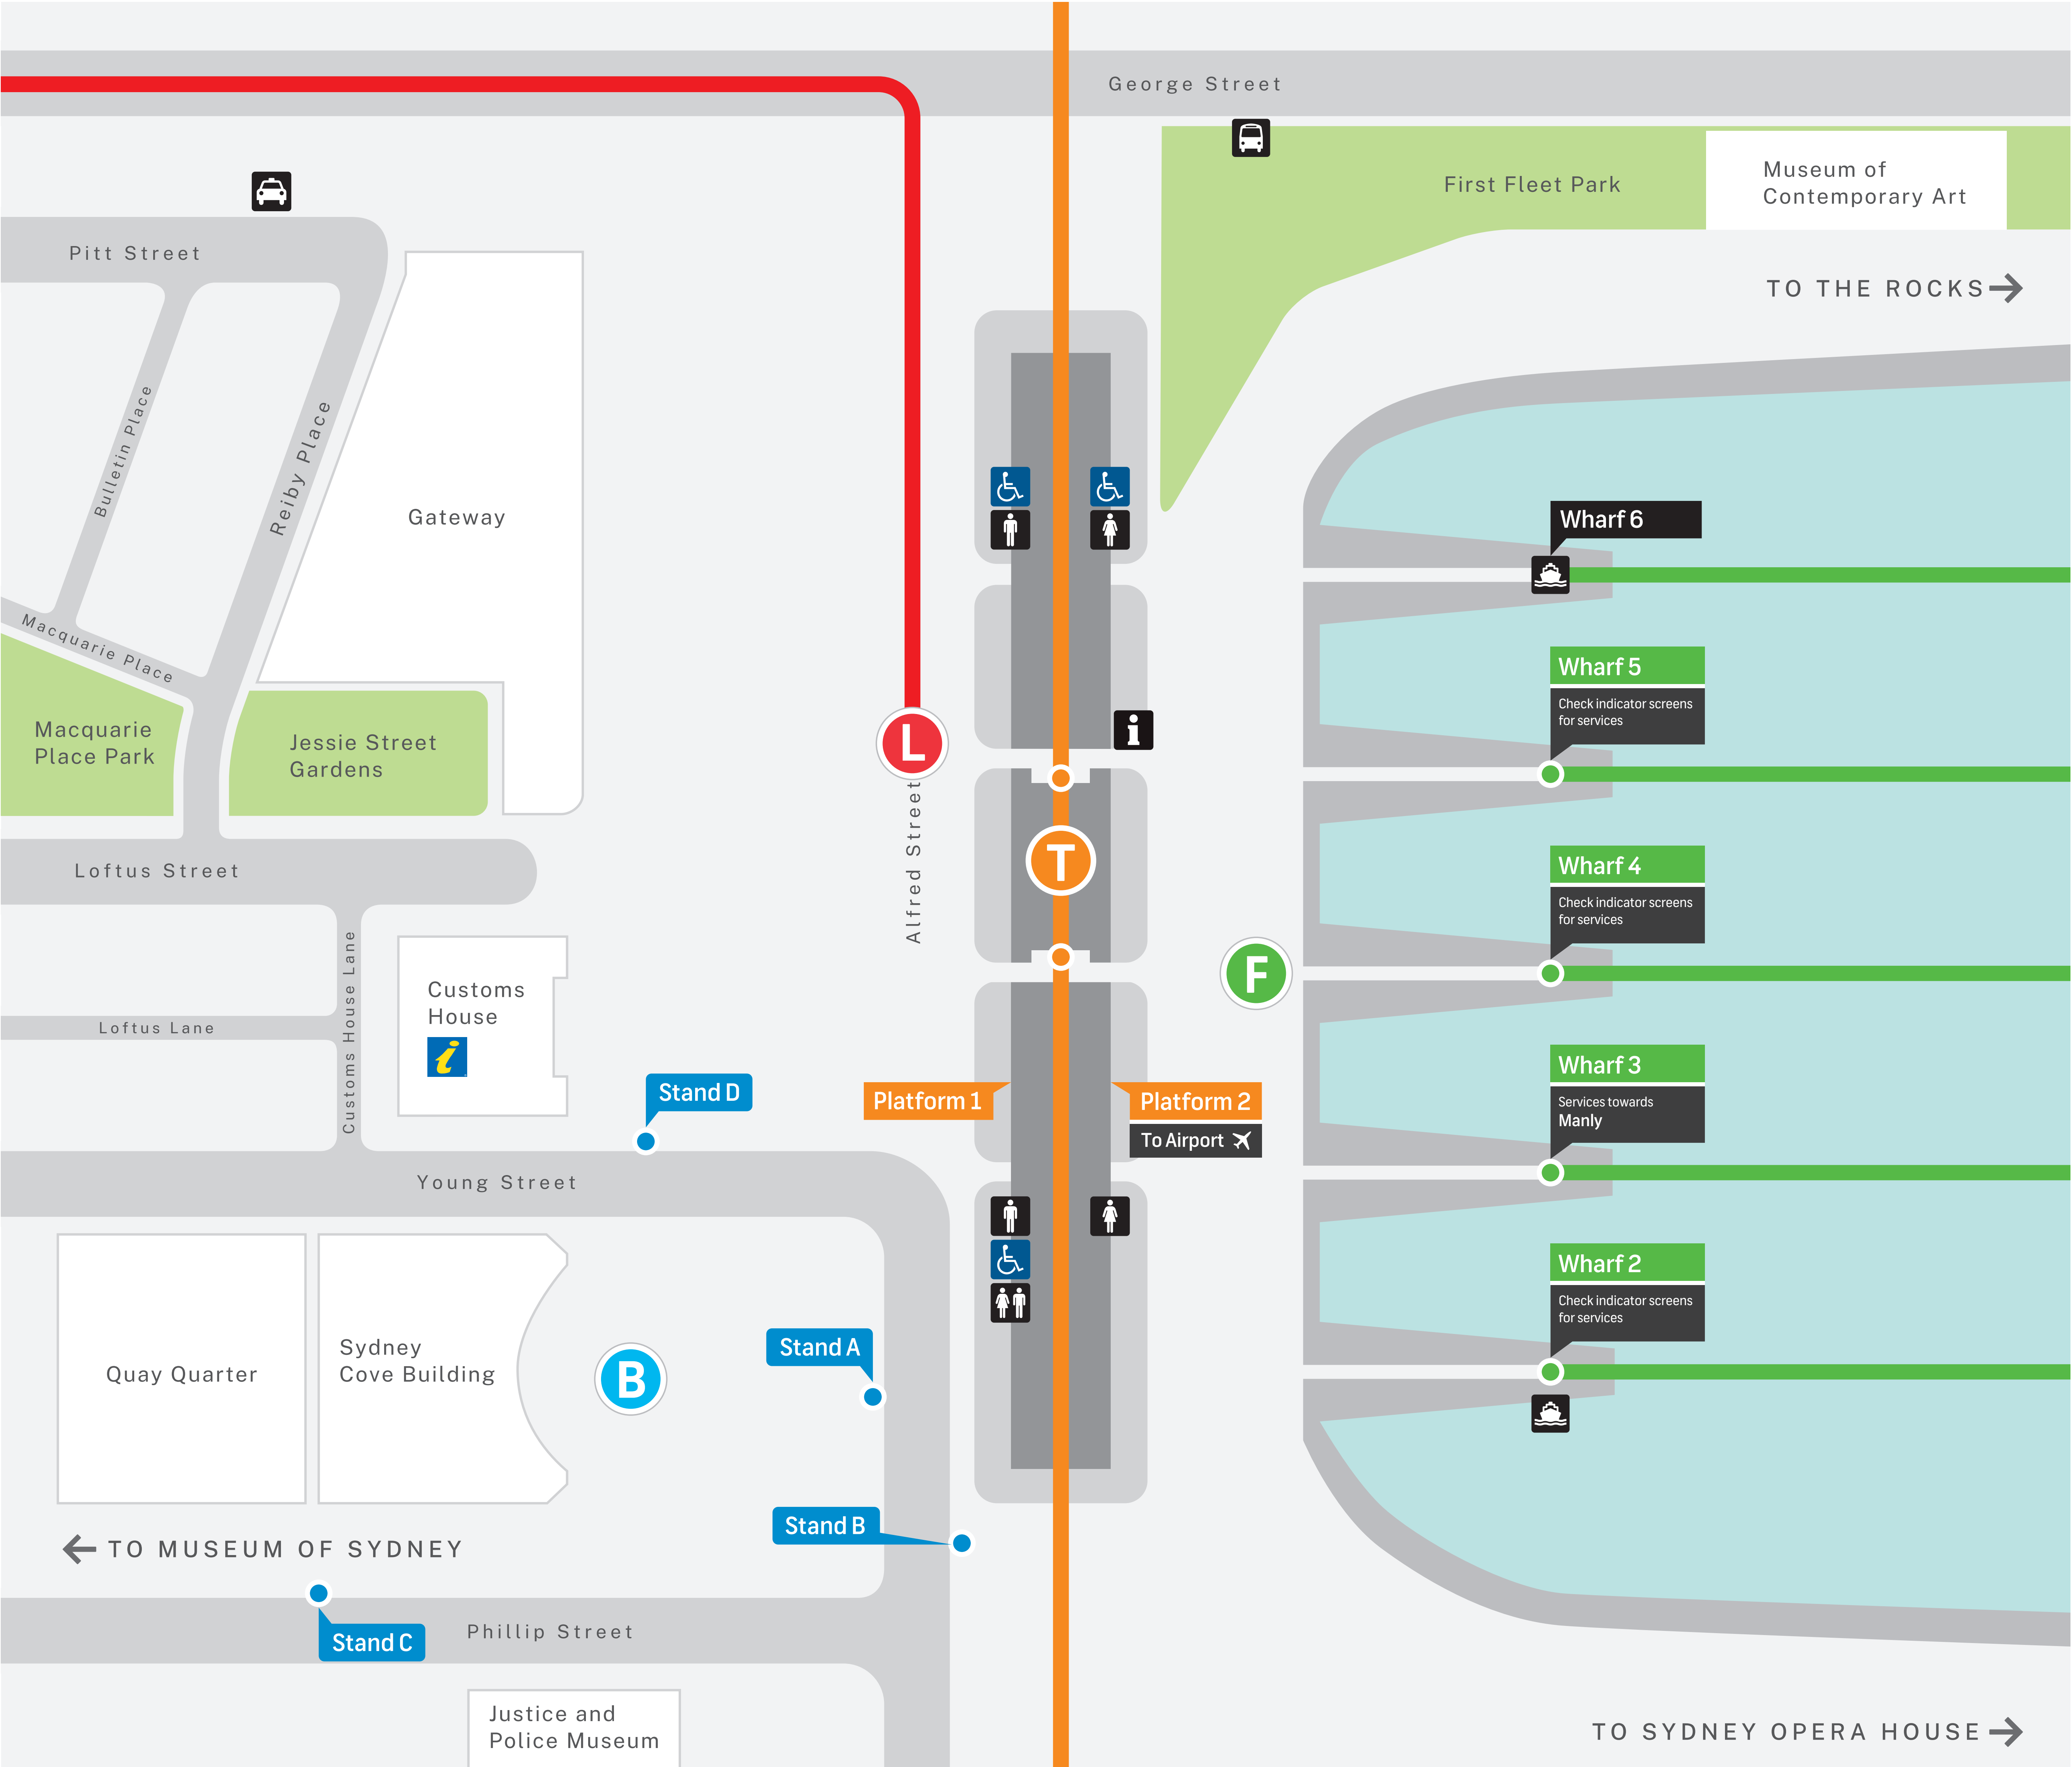 George Street
First Fleet Park
Museum of
Contemporary Art
Pitt Street
TO THE ROCKS
Bulletin Place
Reiby Place
Gateway
Wharf 6
Macquarie Place
Wharf 5
Check indicator screens
for services
Macquarie
Place Park
Jessie Street
Gardens
L
i
Alfred Street
T
Loftus Street
Wharf 4
Check indicator screens
for services
Customs House Lane
Customs
House
i
F
Loftus Lane
Stand D
Platform 1
Platform 2
To Airport
Wharf 3
Services towards
Manly
Young Street
Wharf 2
Check indicator screens
for services
Quay Quarter
Sydney
Cove Building
B
Stand A
Stand B
TO MUSEUM OF SYDNEY
Stand C
Phillip Street
Justice and
Police Museum
TO SYDNEY OPERA HOUSE